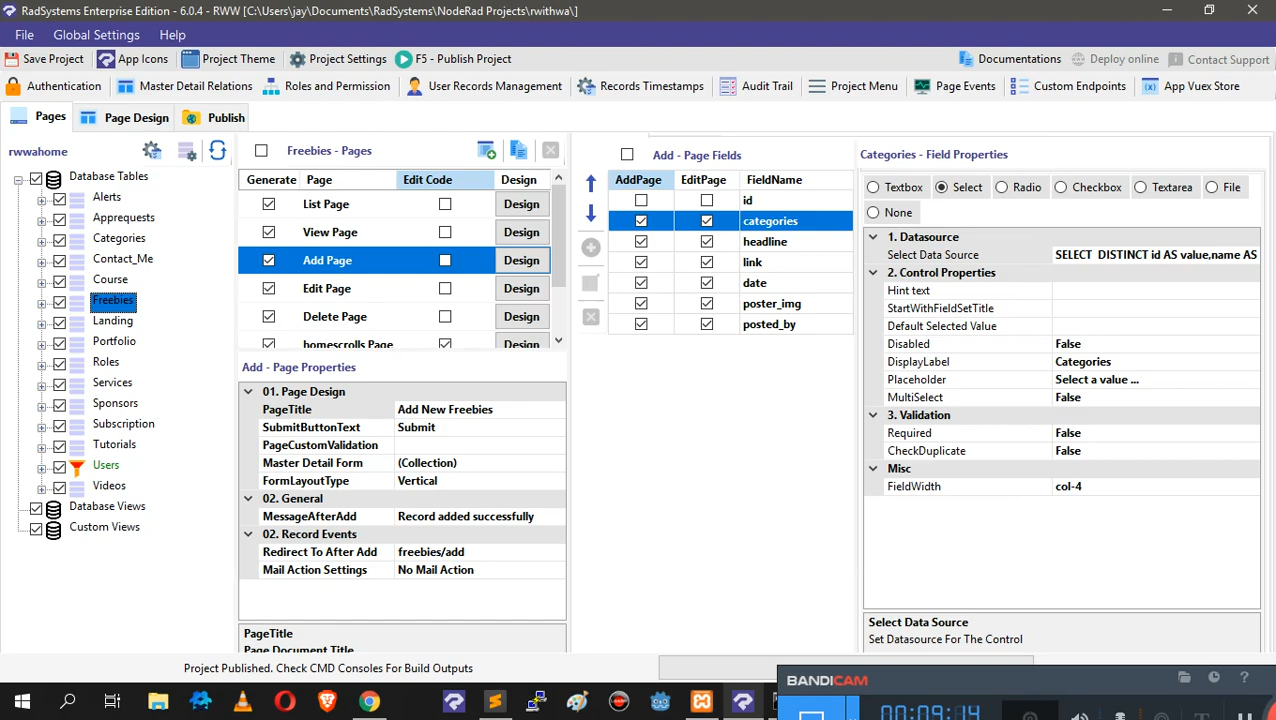 RadSystems Enterprise Edition - 6.0.4 - RWW [C:\Users\jay\Documents\RadSystems\NodeRad Projects\rwithwa\]
File Global Settings Help
Save Project App Icons Project Theme Project Settings F5 - Publish Project Documentations Deploy online Contact Support
Authentication Master Detail Relations Roles and Permission User Records Management Records Timestamps Audit Trail Project Menu Page Events Custom Endpoints App Vuex Store
Pages Page Design Publish
rwwahome
Database Tables
Alerts
Apprequests
Categories
Contact_Me
Course
Freebies
Landing
Portfolio
Roles
Services
Sponsors
Subscription
Tutorials
Users
Videos
Database Views
Custom Views
Freebies - Pages
Generate Page Edit Code Design
List Page Design
View Page Design
Add Page Design
Edit Page Design
Delete Page Design
homescrolls Page Design
Add - Page Properties
01. Page Design
PageTitle Add New Freebies
SubmitButtonText Submit
PageCustomValidation
Master Detail Form (Collection)
FormLayoutType Vertical
02. General
MessageAfterAdd Record added successfully
02. Record Events
Redirect To After Add freebies/add
Mail Action Settings No Mail Action
PageTitle
Page Document Title
Add - Page Fields
AddPage EditPage FieldName
id
categories
headline
link
date
poster_img
posted_by
Categories - Field Properties
Textbox Select Radio Checkbox Textarea File
None
1. Datasource
Select Data Source SELECT DISTINCT id AS value,name AS
2. Control Properties
Hint text
StartWithFieldSetTitle
Default Selected Value
Disabled False
DisplayLabel Categories
Placeholder Select a value ...
MultiSelect False
3. Validation
Required False
CheckDuplicate False
Misc
FieldWidth col-4
Select Data Source
Set Datasource For The Control
Project Published. Check CMD Consoles For Build Outputs
BANDICAM
00:09:14